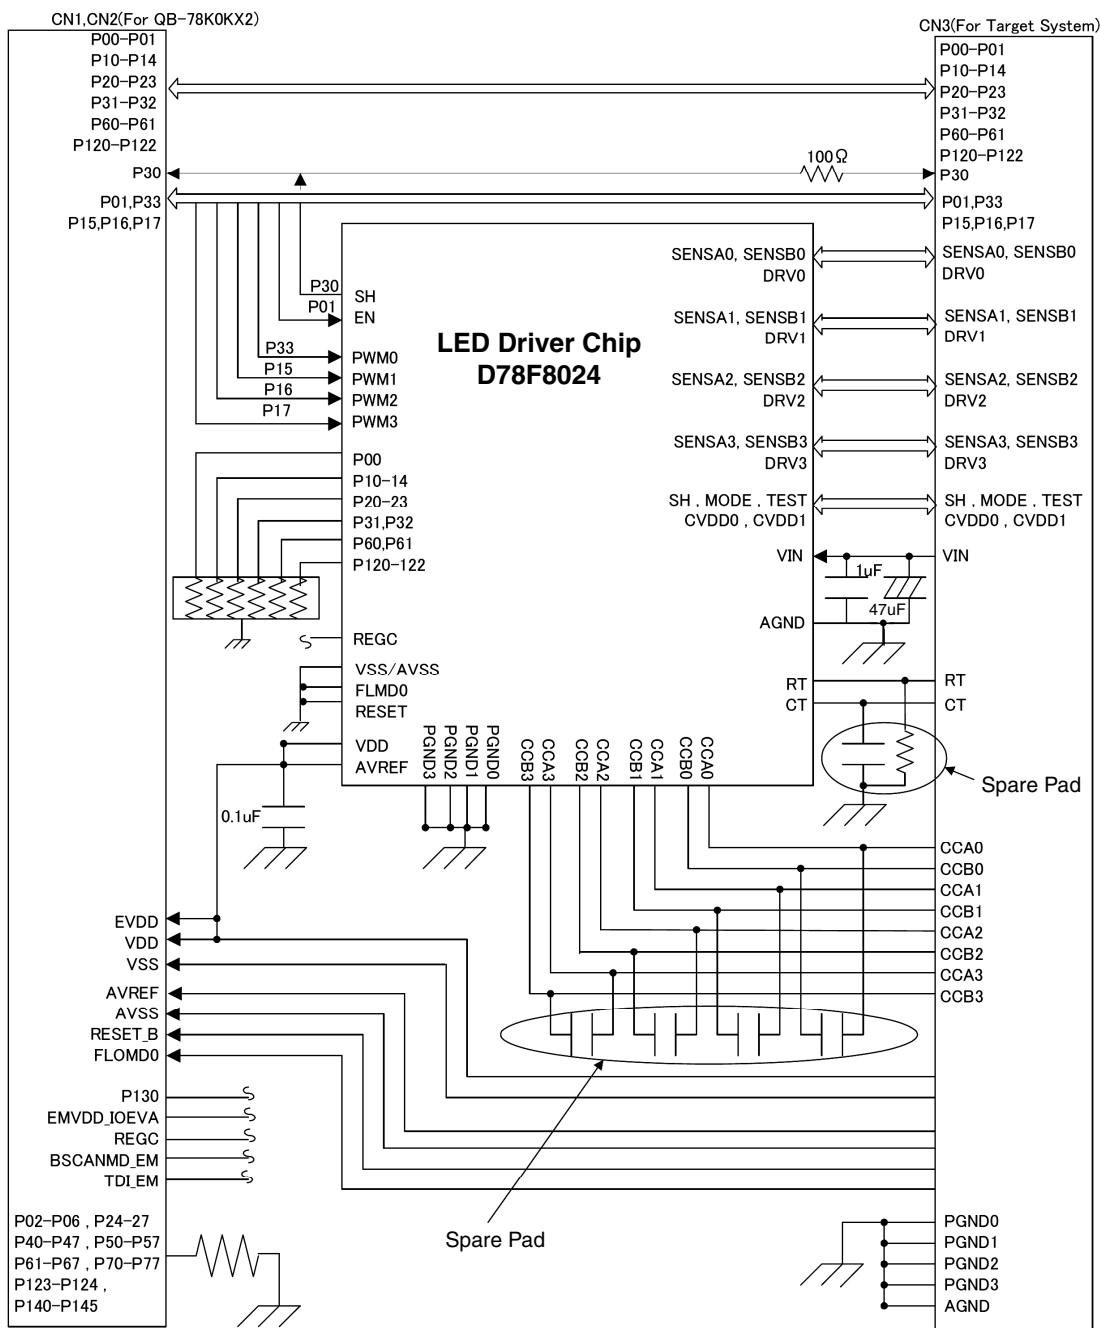 CN1,CN2(For QB-78K0KX2)
P00-P01
P10-P14
P20-P23
P31-P32
P60-P61
P120-P122
P30
P01,P33
P15,P16,P17
CN3(For Target System)
P00-P01
P10-P14
P20-P23
P31-P32
P60-P61
P120-P122
P30
P01,P33
P15,P16,P17
100Ω
LED Driver Chip
D78F8024
P30
P01
P33
P15
P16
P17
SH
EN
PWM0
PWM1
PWM2
PWM3
P00
P10-14
P20-23
P31,P32
P60,P61
P120-122
REGC
VSS/AVSS
FLMD0
RESET
VDD
AVREF
0.1uF
SENSA0, SENSB0
DRV0
SENSA1, SENSB1
DRV1
SENSA2, SENSB2
DRV2
SENSA3, SENSB3
DRV3
SH , MODE , TEST
CVDD0 , CVDD1
VIN
AGND
RT
CT
SENSA0, SENSB0
DRV0
SENSA1, SENSB1
DRV1
SENSA2, SENSB2
DRV2
SENSA3, SENSB3
DRV3
SH , MODE , TEST
CVDD0 , CVDD1
VIN
1uF
47uF
RT
CT
Spare Pad
PGND3
PGND2
PGND1
PGND0
CCB3
CCA3
CCB2
CCA2
CCB1
CCA1
CCB0
CCA0
CCA0
CCB0
CCA1
CCB1
CCA2
CCB2
CCA3
CCB3
EVDD
VDD
VSS
AVREF
AVSS
RESET_B
FLOMD0
P130
EMVDD_IOEVA
REGC
BSCANMD_EM
TDI_EM
P02-P06 , P24-27
P40-P47 , P50-P57
P61-P67 , P70-P77
P123-P124 ,
P140-P145
Spare Pad
PGND0
PGND1
PGND2
PGND3
AGND